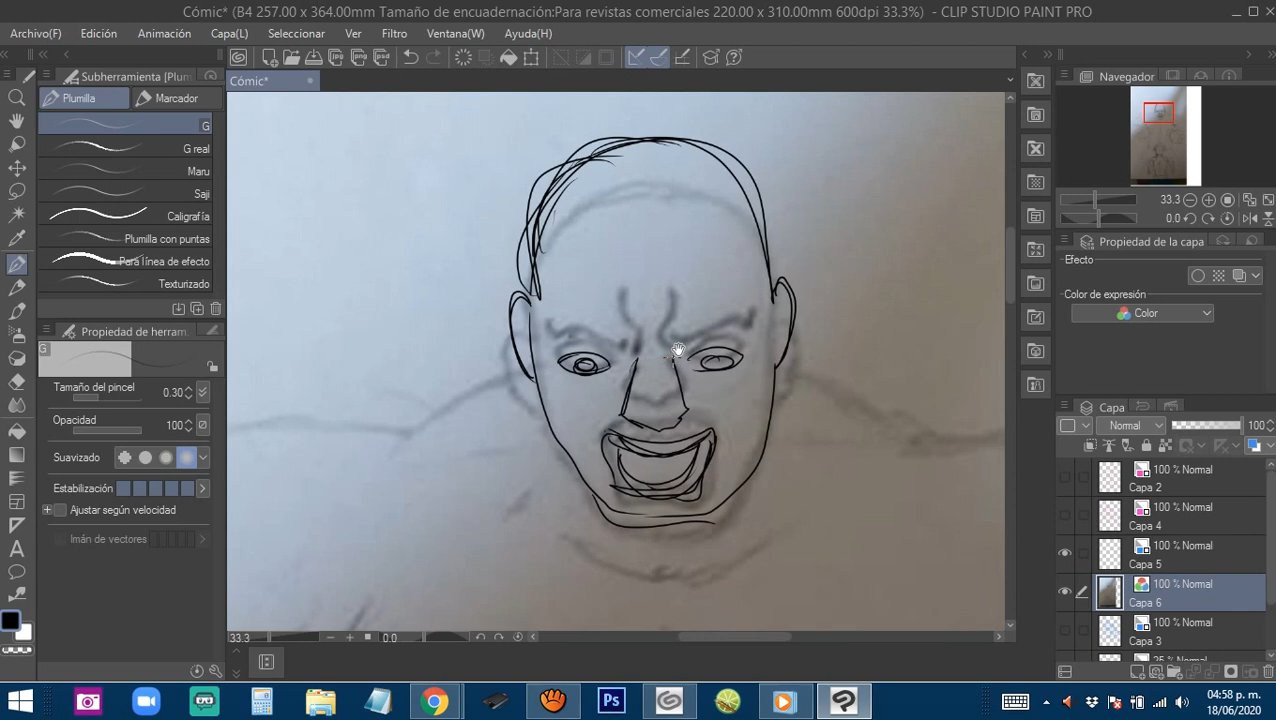 Cómic* (B4 257.00 x 364.00mm Tamaño de encuadernación:Para revistas comerciales 220.00 x 310.00mm 600dpi 33.3%) - CLIP STUDIO PAINT PRO
Archivo(F) Edición Animación Capa(L) Seleccionar Ver Filtro Ventana(W) Ayuda(H)
Subherramienta (Plum
Cómic*
Navegador
Plumilla Marcador
G
G real
Maru
Saji
Caligrafía
Plumilla con puntas
Para línea de efecto
Texturizado
33.3
0.0
Propiedad de la capa
Efecto
Color de expresión
Color
Propiedad de herram.
G
Tamaño del pincel 0.30
Opacidad 100
Suavizado
Estabilización
Ajustar según velocidad
Imán de vectores
Capa
Normal 100
100 % Normal
Capa 2
100 % Normal
Capa 4
100 % Normal
Capa 5
100 % Normal
Capa 6
100 % Normal
Capa 3
25 % Normal
33.3 0.0
Ps
04:58 p. m.
18/06/2020